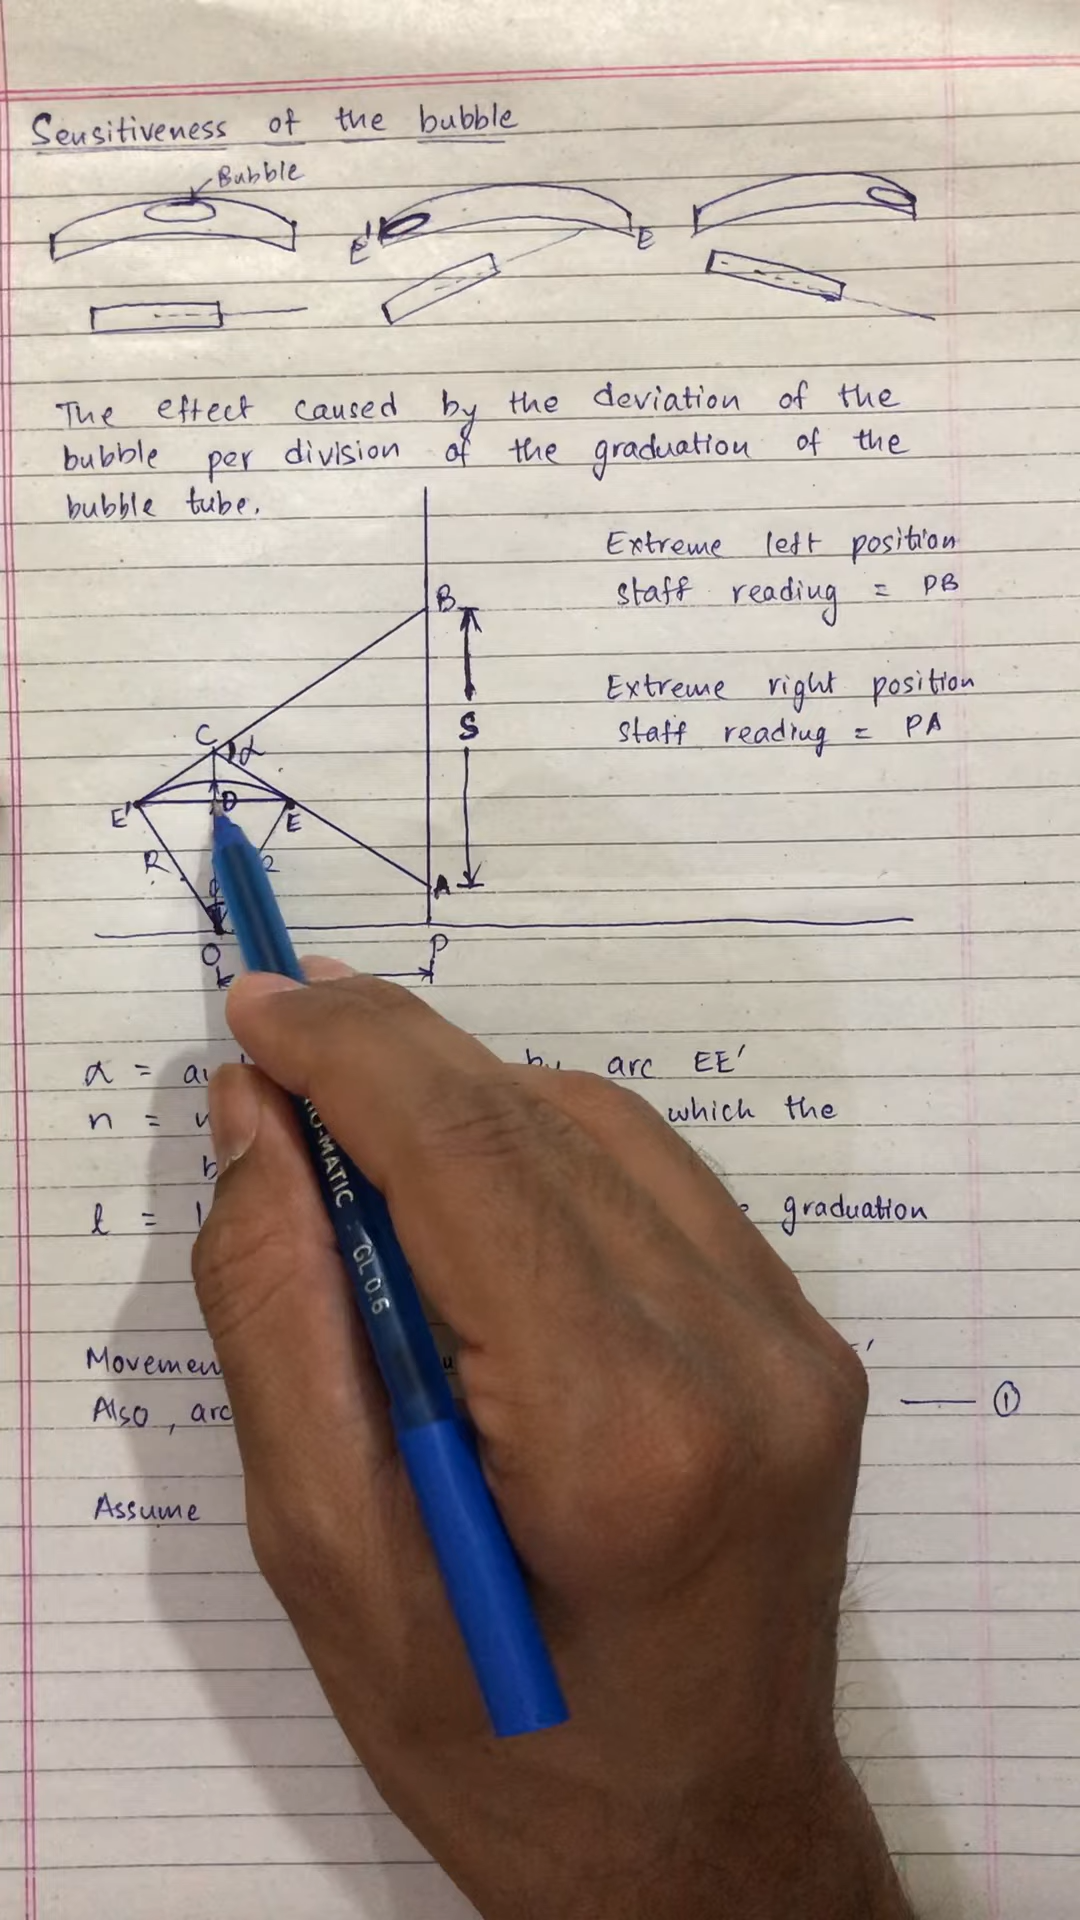 Sensitiveness of the bubble
Bubble
E'
E
The effect caused by the deviation of the
bubble per division of the graduation of the
bubble tube.
Extreme left position
staff reading = PB
B
Extreme right position
staff reading = PA
S
C
α
D
E'
E
R
A
O
P
α = by arc EE'
n = which the
l = graduation
Movemen
Also, arc
①
Assume
O-MATIC GL 0.6